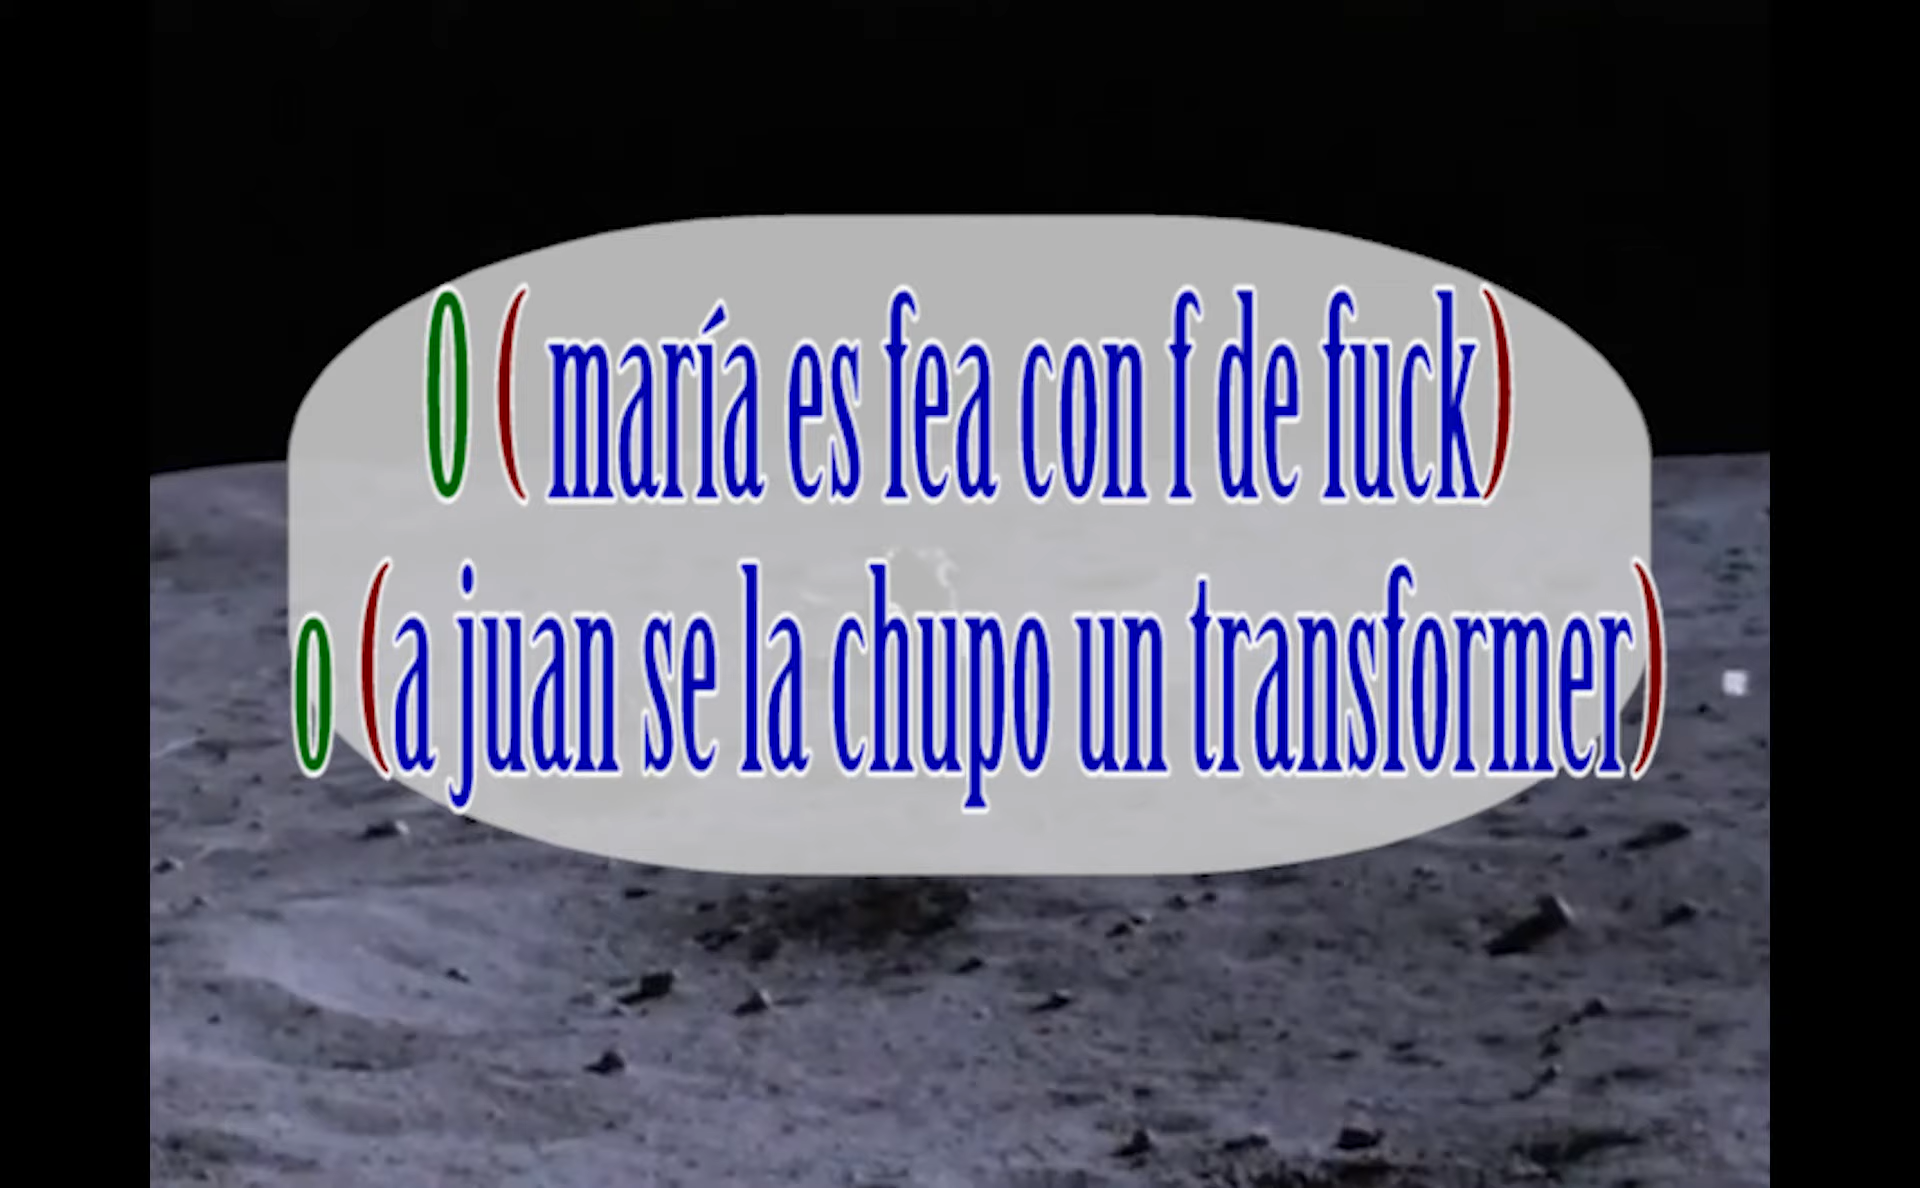 0 ( maría es fea con f de fuck)
o (a juan se la chupo un transformer)